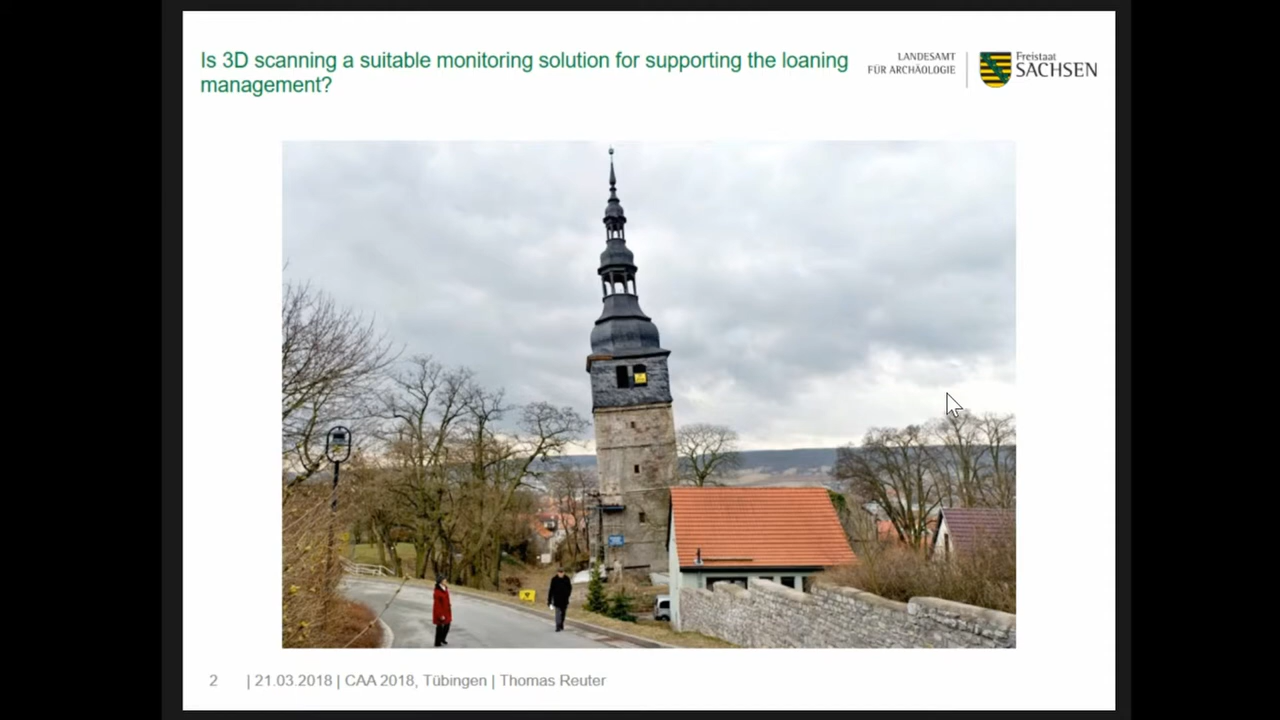 Is 3D scanning a suitable monitoring solution for supporting the loaning
management?
LANDESAMT
FÜR ARCHÄOLOGIE
Freistaat
SACHSEN
2 | 21.03.2018 | CAA 2018, Tübingen | Thomas Reuter